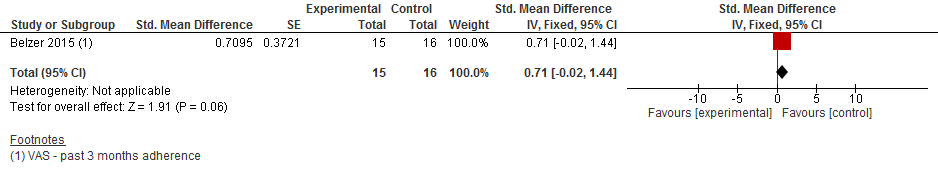 Experimental Control Std. Mean Difference Std. Mean Difference
Study or Subgroup Std. Mean Difference SE Total Total Weight IV, Fixed, 95% CI IV, Fixed, 95% CI
Belzer 2015 (1) 0.7095 0.3721 15 16 100.0% 0.71 [-0.02, 1.44]
Total (95% CI) 15 16 100.0% 0.71 [-0.02, 1.44]
Heterogeneity: Not applicable
Test for overall effect: Z = 1.91 (P = 0.06)
-10 -5 0 5 10
Favours [experimental] Favours [control]
Footnotes
(1) VAS - past 3 months adherence